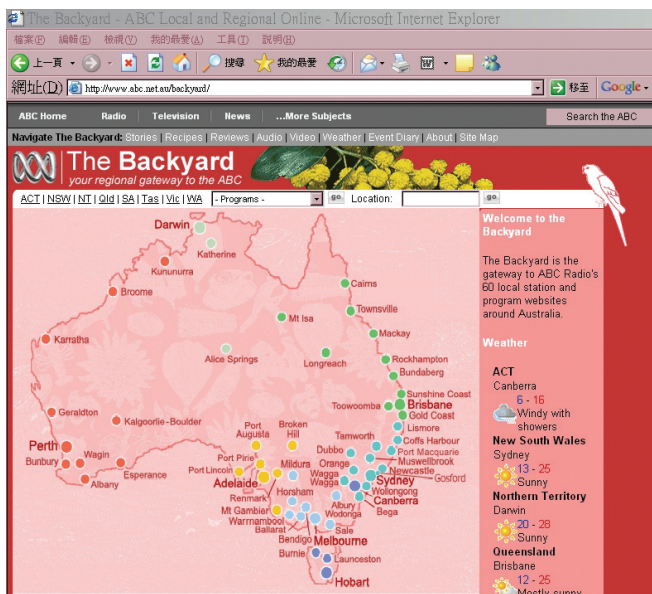 The Backyard - ABC Local and Regional Online - Microsoft Internet Explorer
檔案(F) 編輯(E) 檢視(V) 我的最愛(A) 工具(T) 說明(H)
上一頁 搜尋 我的最愛
網址(D) http://www.abc.net.au/backyard/ 移至 Google
ABC Home Radio Television News ...More Subjects Search the ABC
Navigate The Backyard: Stories | Recipes | Reviews | Audio | Video | Weather | Event Diary | About | Site Map
The Backyard
your regional gateway to the ABC
ACT | NSW | NT | Qld | SA | Tas | Vic | WA - Programs - go Location: go
Darwin
Katherine
Kununurra
Broome
Karratha
Geraldton
Kalgoorlie-Boulder
Perth
Bunbury
Wagin
Albany
Esperance
Alice Springs
Mt Isa
Cairns
Townsville
Mackay
Longreach
Rockhampton
Bundaberg
Sunshine Coast
Toowoomba
Brisbane
Gold Coast
Lismore
Coffs Harbour
Tamworth
Port Macquarie
Dubbo
Muswellbrook
Orange
Newcastle
Gosford
Wagga
Wagga
Sydney
Wollongong
Canberra
Bega
Port
Augusta
Broken
Hill
Port Pirie
Port Lincoln
Mildura
Adelaide
Renmark
Horsham
Mt Gambier
Warrnambool
Ballarat
Bendigo
Albury
Wodonga
Sale
Melbourne
Burnie
Launceston
Hobart
Welcome to the
Backyard
The Backyard is the
gateway to ABC Radio's
60 local station and
program websites
around Australia.
Weather
ACT
Canberra
6 - 16
Windy with
showers
New South Wales
Sydney
13 - 25
Sunny
Northern Territory
Darwin
20 - 28
Sunny
Queensland
Brisbane
12 - 25
Mostly sunny